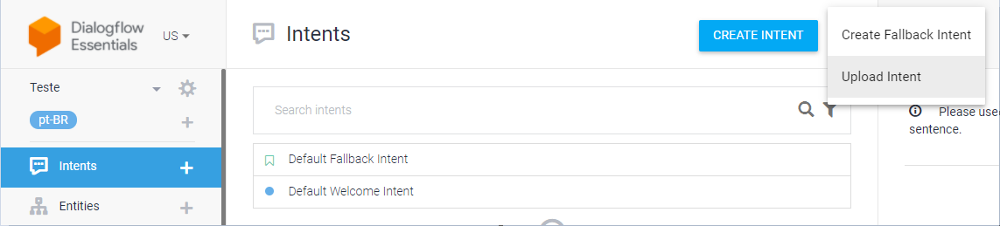 Dialogflow
Essentials
US
Intents
CREATE INTENT
Create Fallback Intent
Upload Intent
Teste
pt-BR
Search intents
Please use
sentence.
Default Fallback Intent
Default Welcome Intent
Intents
Entities